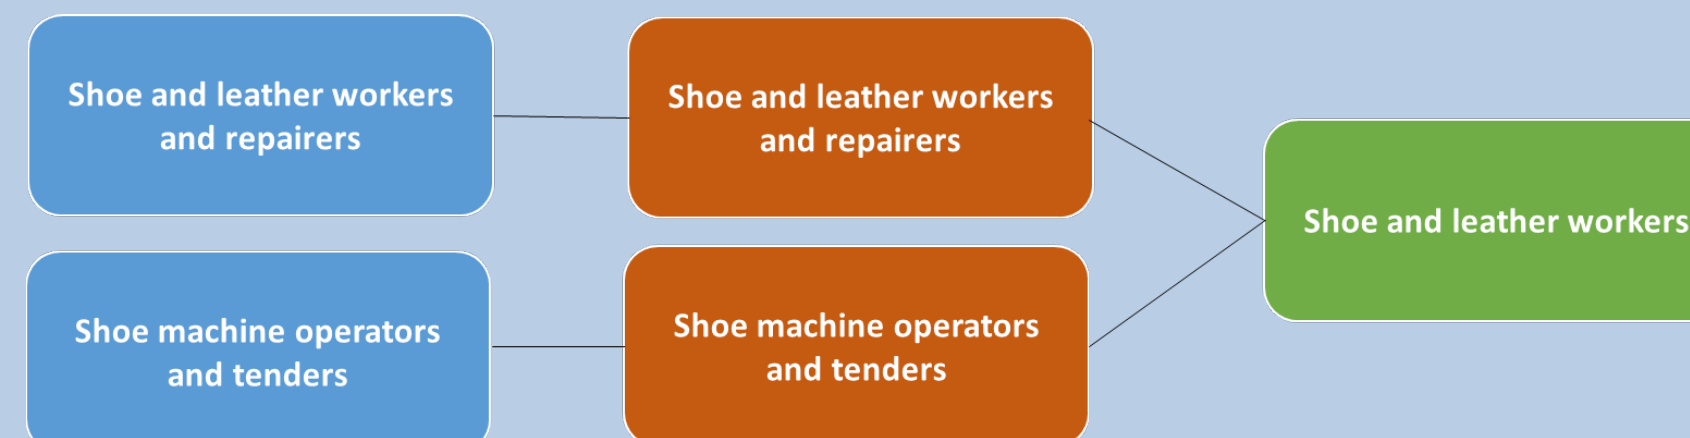 Shoe and leather workers
and repairers
Shoe and leather workers
and repairers
Shoe and leather workers
Shoe machine operators
and tenders
Shoe machine operators
and tenders